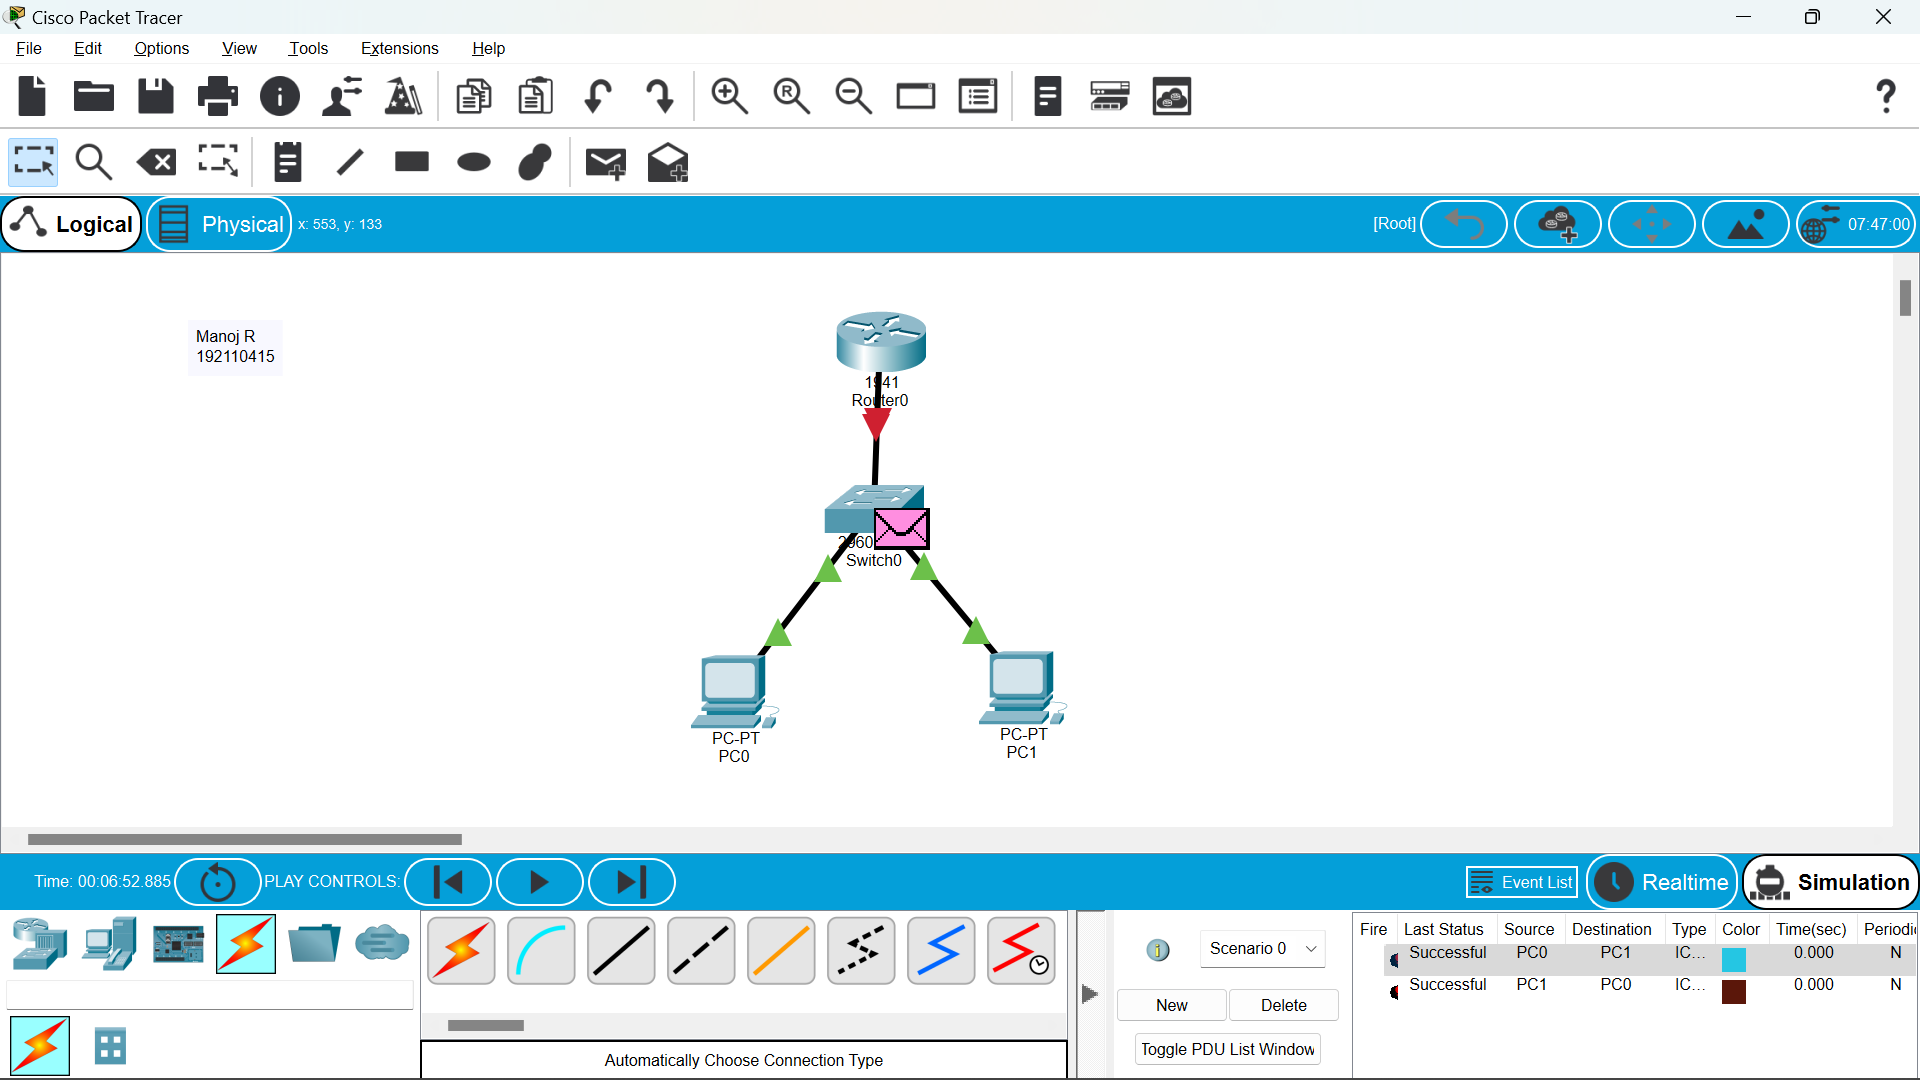 Cisco Packet Tracer
File Edit Options View Tools Extensions Help
Logical Physical x: 553, y: 133 [Root] 07:47:00
Manoj R
192110415
1941
Router0
2960
Switch0
PC-PT
PC0
PC-PT
PC1
Time: 00:06:52.885 PLAY CONTROLS: Event List Realtime Simulation
Scenario 0
New Delete
Toggle PDU List Window
Automatically Choose Connection Type
Fire Last Status Source Destination Type Color Time(sec) Periodi
Successful PC0 PC1 IC... 0.000 N
Successful PC1 PC0 IC... 0.000 N